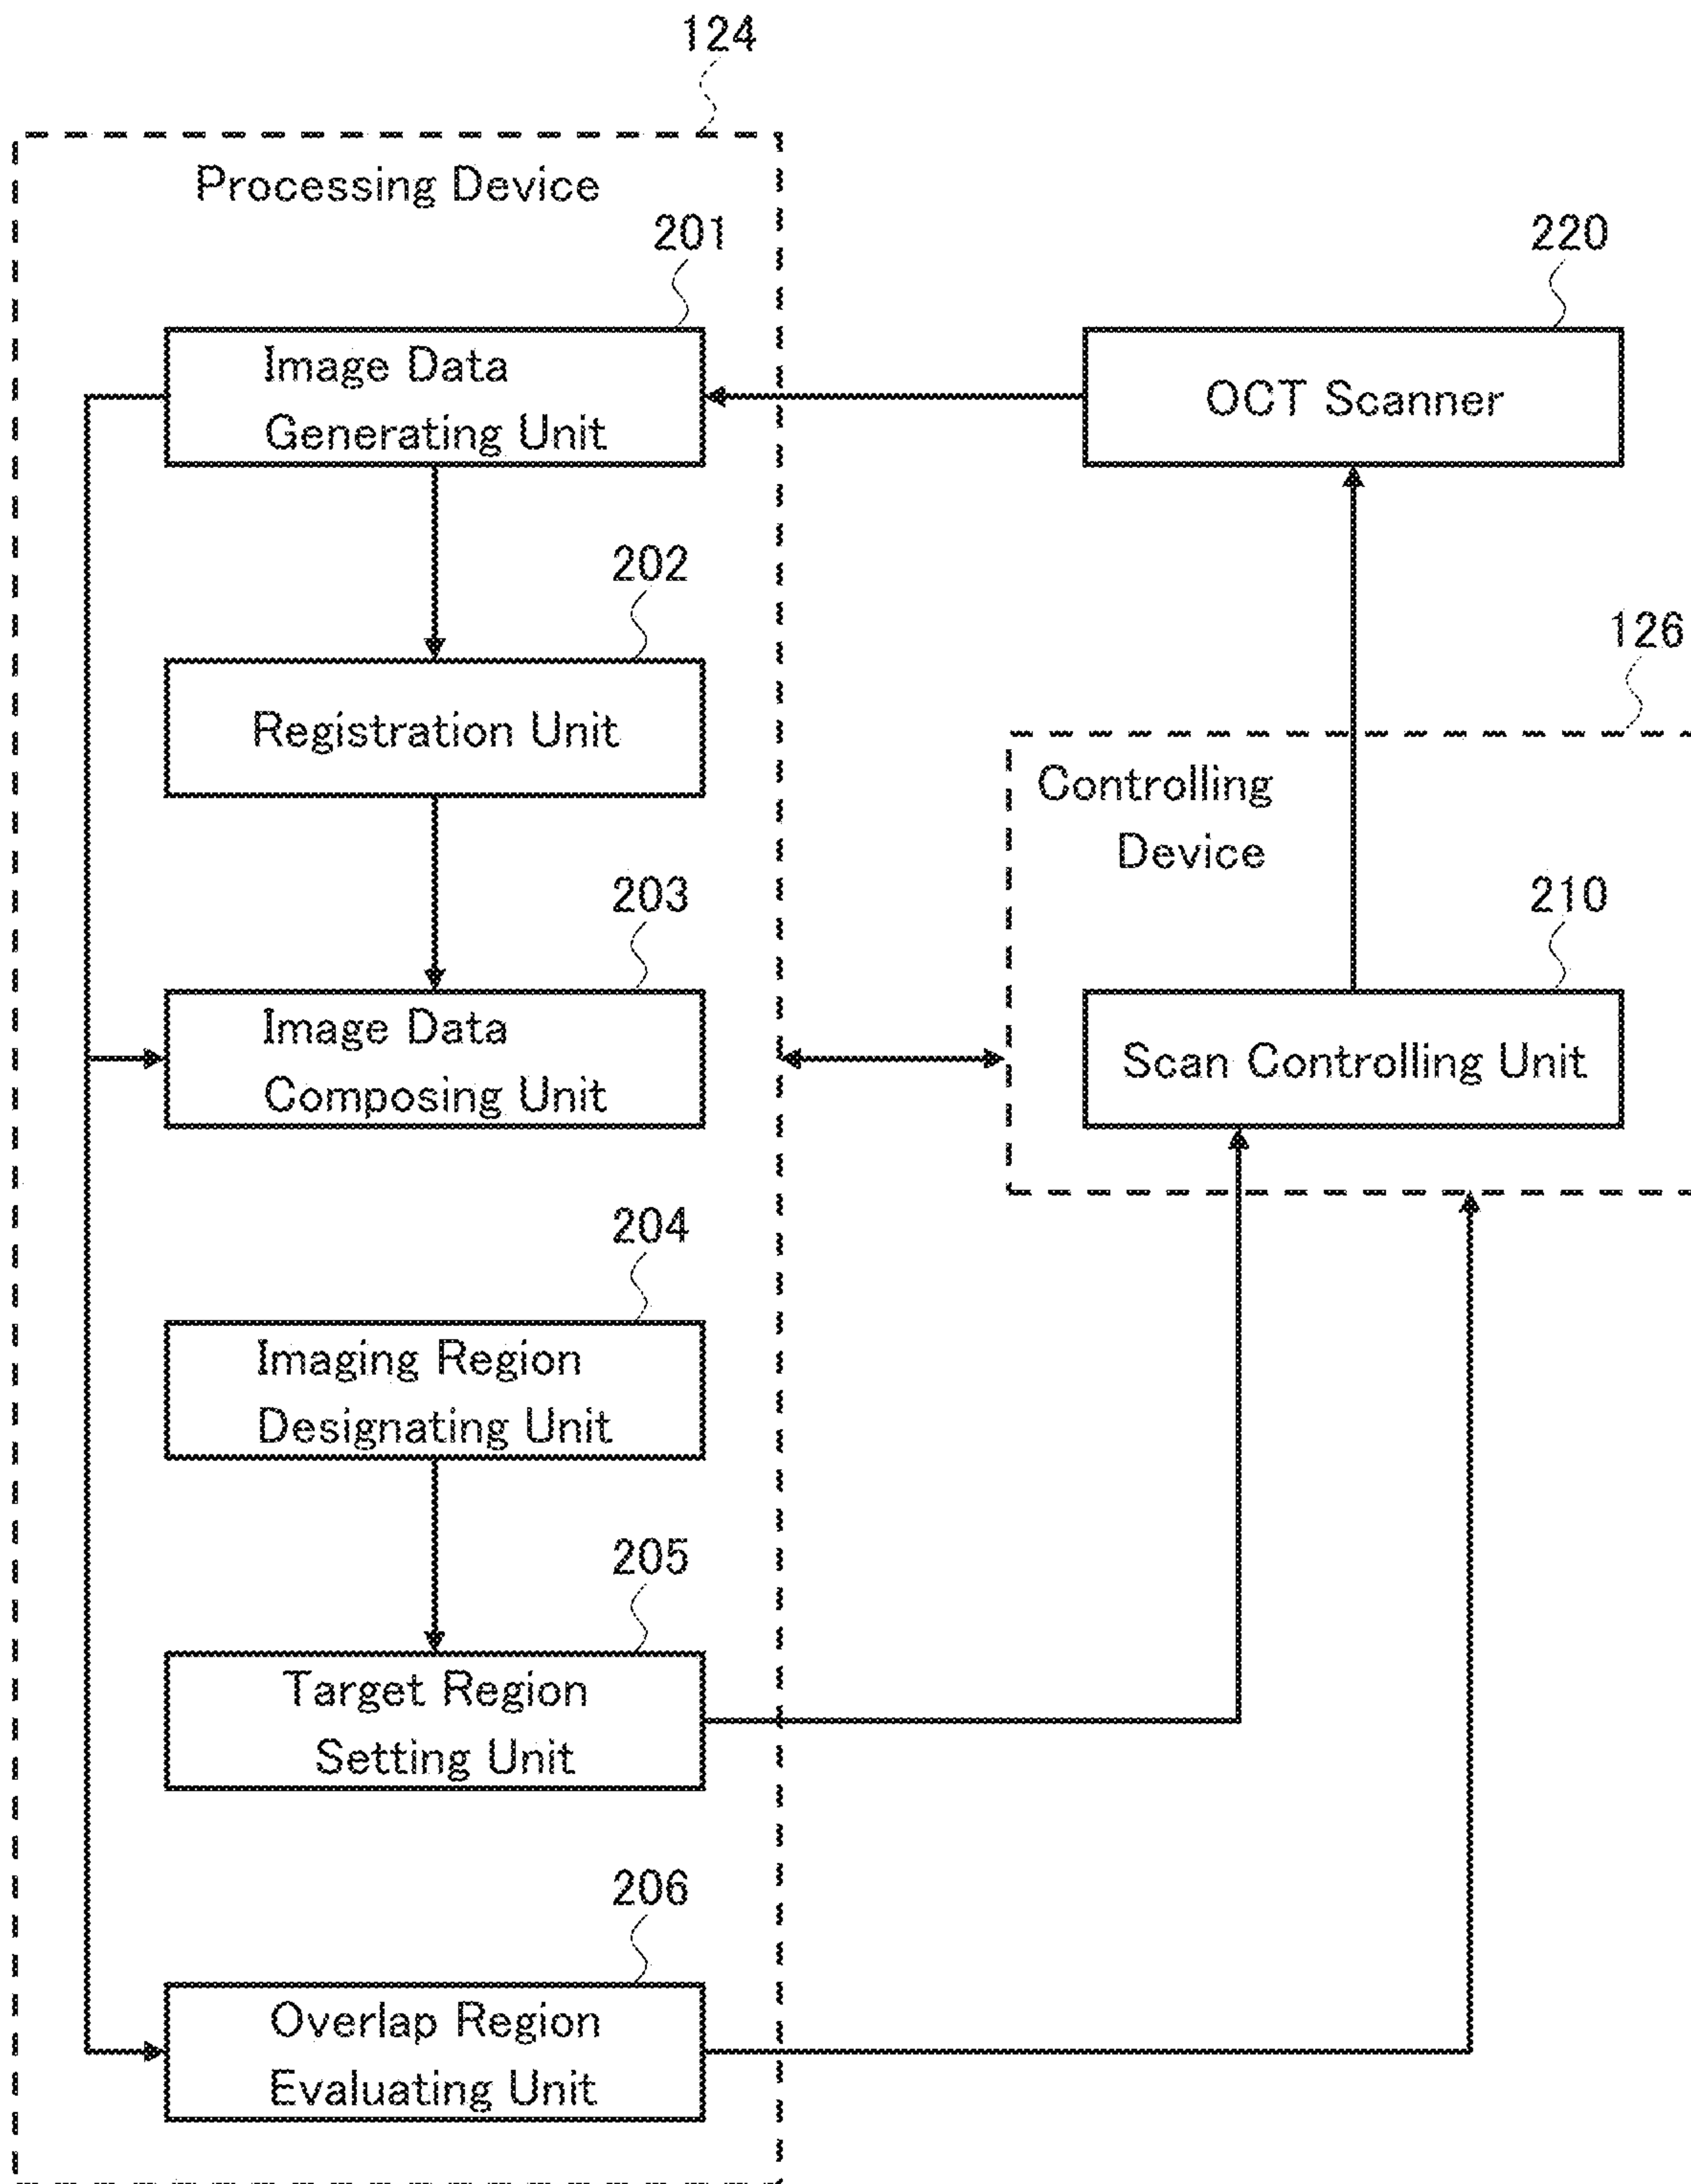 124
Processing Device
201
220
Image Data
Generating Unit
OCT Scanner
202
126
Registration Unit
Controlling
Device
203
210
Image Data
Composing Unit
Scan Controlling Unit
204
Imaging Region
Designating Unit
205
Target Region
Setting Unit
206
Overlap Region
Evaluating Unit